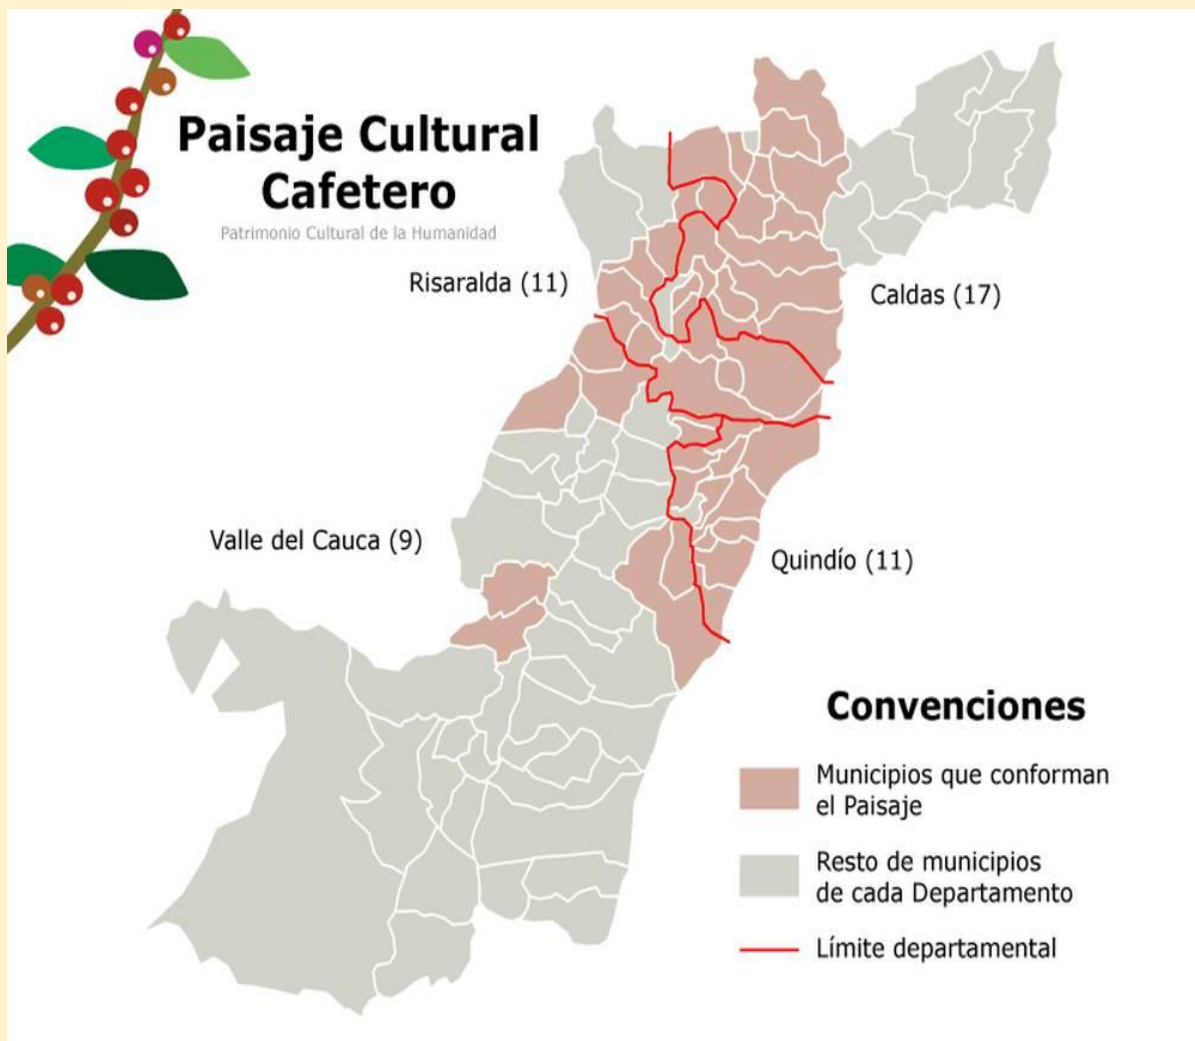 Paisaje Cultural
Cafetero
Patrimonio Cultural de la Humanidad
Risaralda (11)
Caldas (17)
Valle del Cauca (9)
Quindío (11)
Convenciones
Municipios que conforman
el Paisaje
Resto de municipios
de cada Departamento
Límite departamental